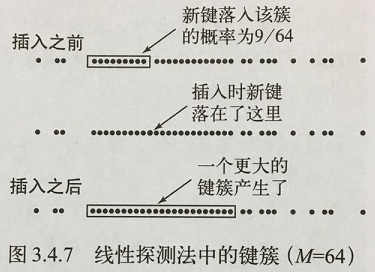 新键落入该簇
的概率为9/64
插入之前
插入时新键
落在了这里
一个更大的
键簇产生了
插入之后
图 3.4.7 线性探测法中的键簇（M=64）